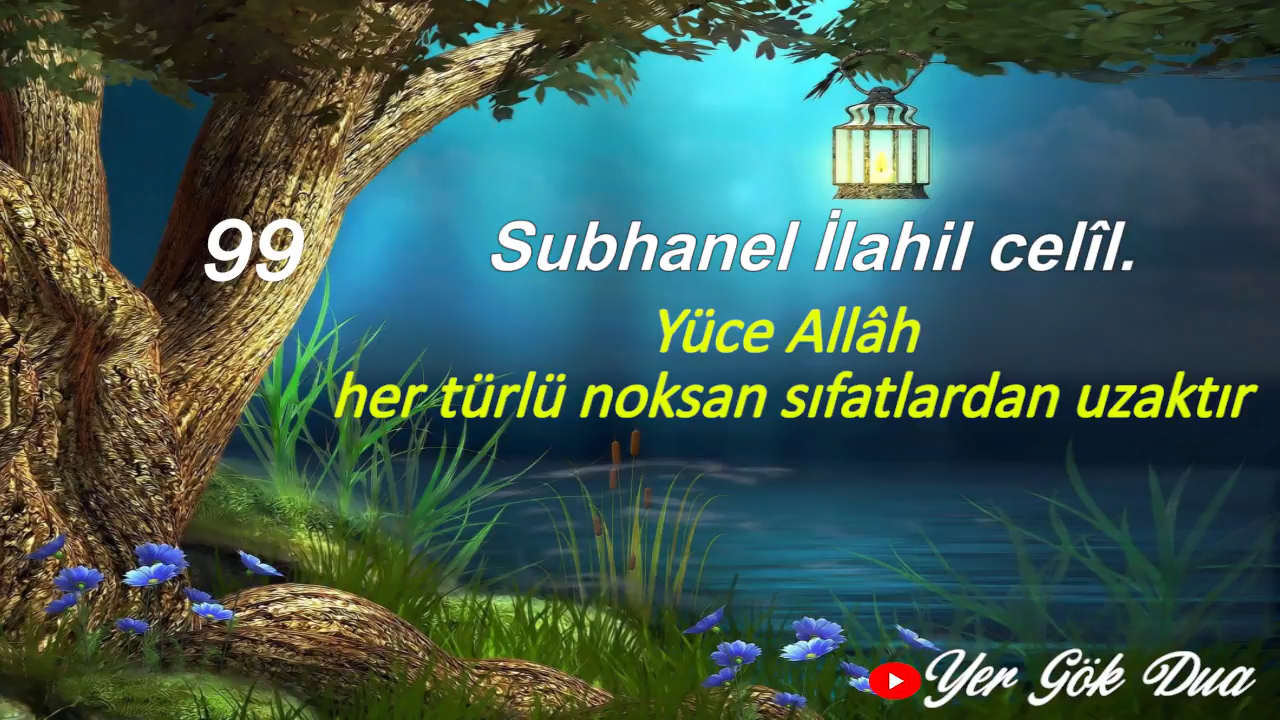 99
Subhanel İlahil celîl.
Yüce Allâh
her türlü noksan sıfatlardan uzaktır
Yer Gök Dua